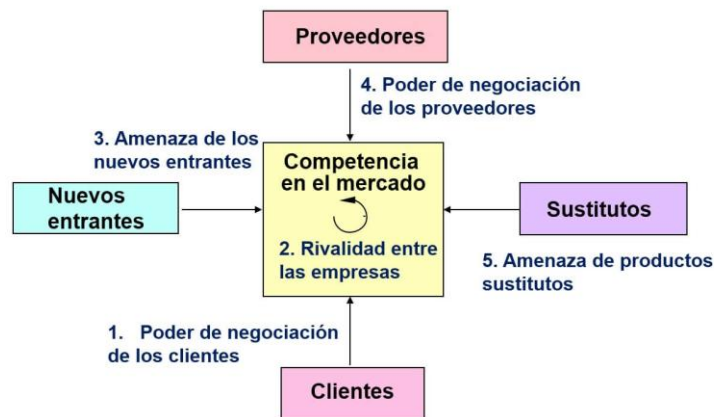 Proveedores
4. Poder de negociación
de los proveedores
3. Amenaza de los
nuevos entrantes
Competencia
en el mercado
Nuevos
entrantes
Sustitutos
2. Rivalidad entre
las empresas
5. Amenaza de productos
sustitutos
1. Poder de negociación
de los clientes
Clientes